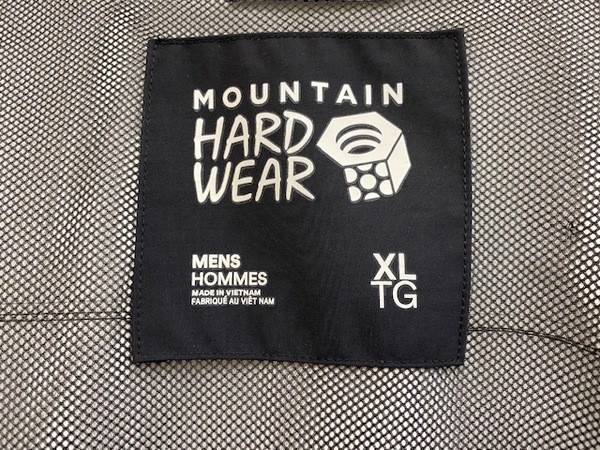 MOUNTAIN
HARD
WEAR
MENS
HOMMES
MADE IN VIETNAM
FABRIQUÉ AU VIÊT NAM
XL
TG